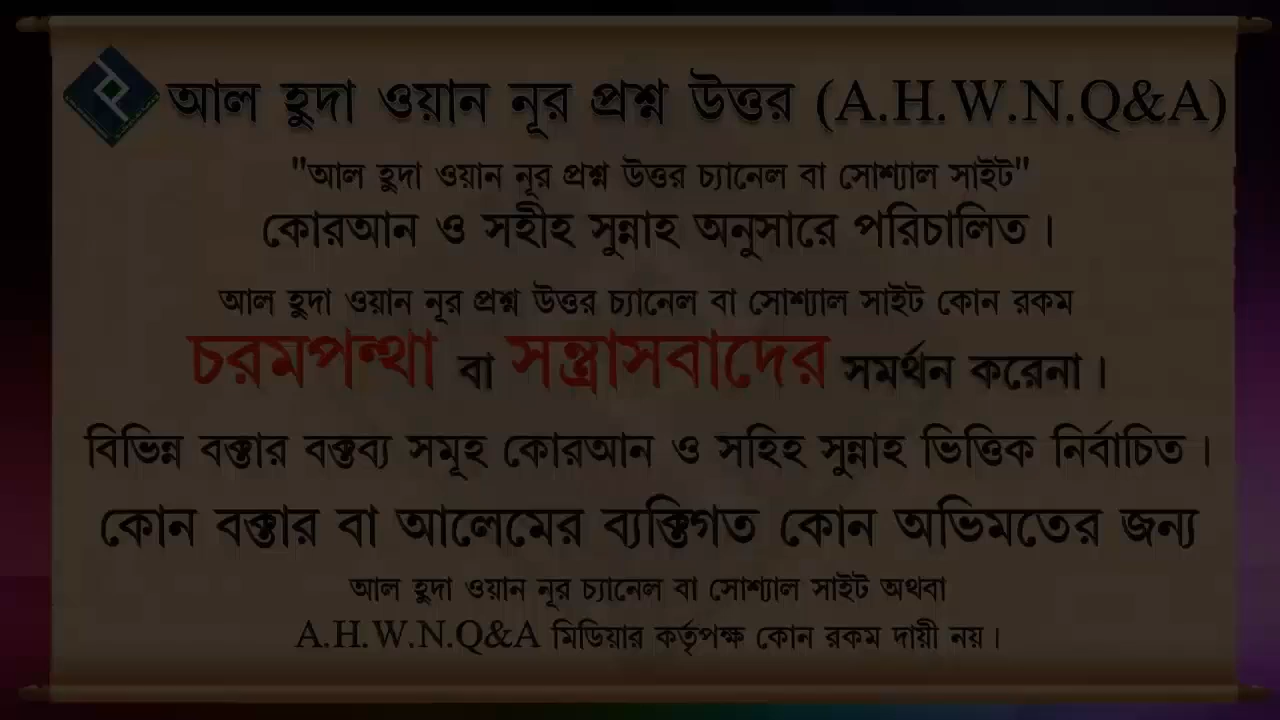 আল হুদা ওয়ান নূর প্রশ্ন উত্তর (A.H.W.N.Q&A)
"আল হুদা ওয়ান নূর প্রশ্ন উত্তর চ্যানেল বা সোশ্যাল সাইট"
কোরআন ও সহীহ সুন্নাহ অনুসারে পরিচালিত ।
আল হুদা ওয়ান নূর প্রশ্ন উত্তর চ্যানেল বা সোশ্যাল সাইট কোন রকম
চরমপন্থা বা সন্ত্রাসবাদের সমর্থন করেনা ।
বিভিন্ন বক্তার বক্তব্য সমূহ কোরআন ও সহিহ সুন্নাহ ভিত্তিক নির্বাচিত ।
কোন বক্তার বা আলেমের ব্যক্তিগত কোন অভিমতের জন্য
আল হুদা ওয়ান নূর চ্যানেল বা সোশ্যাল সাইট অথবা
A.H.W.N.Q&A মিডিয়ার কর্তৃপক্ষ কোন রকম দায়ী নয় ।